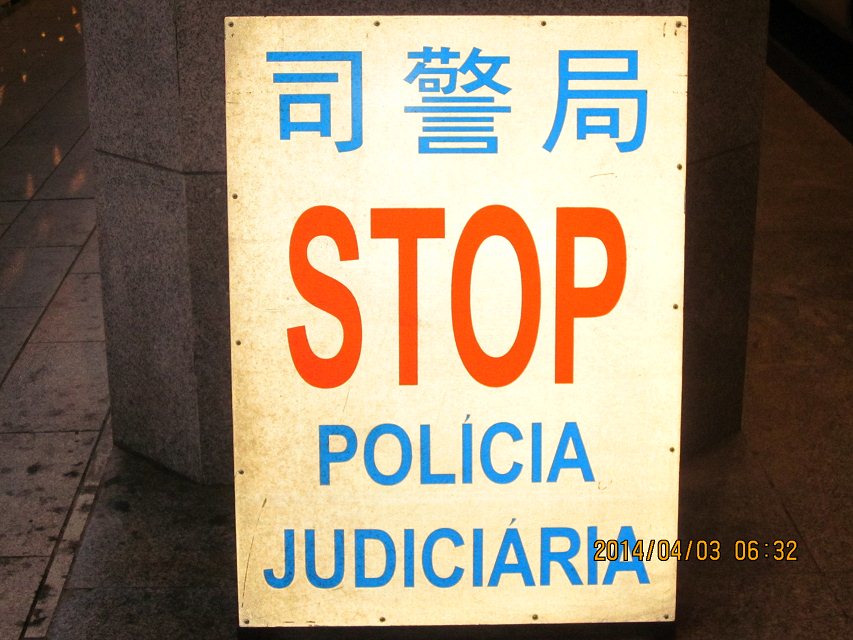 司警局
STOP
POLÍCIA
JUDICIÁRIA
2014/04/03 06:32